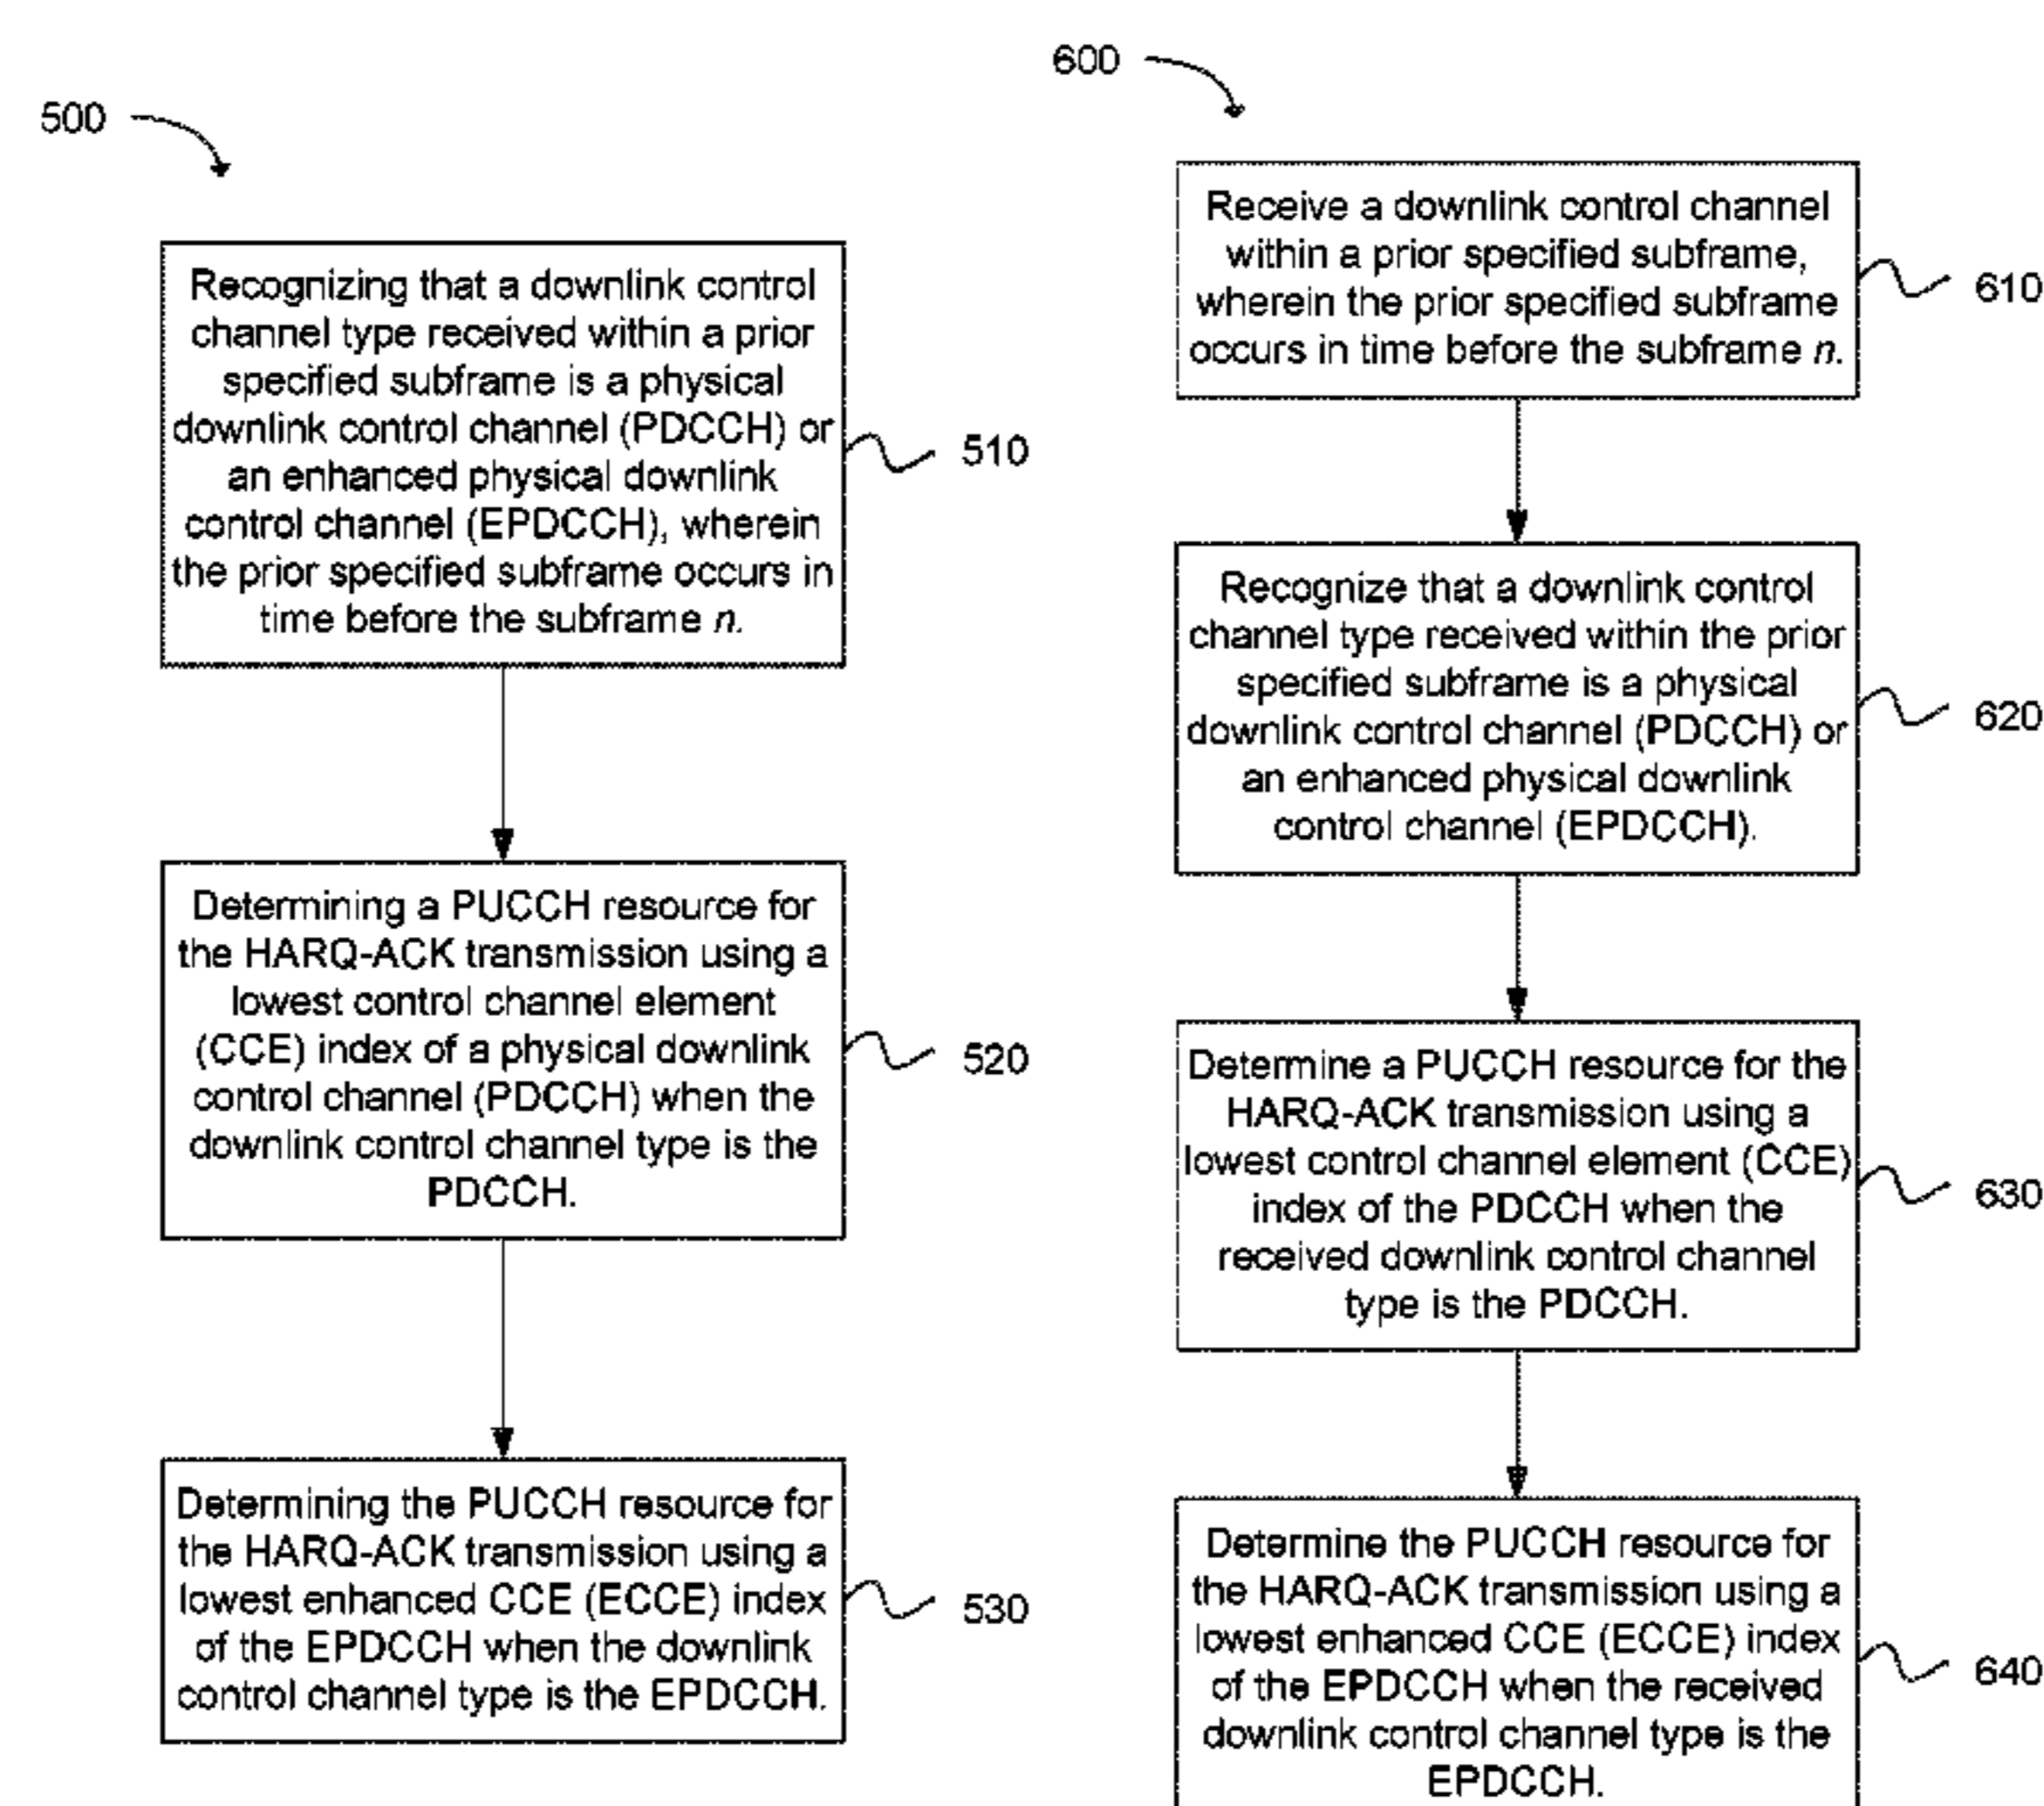 500
Recognizing that a downlink control
channel type received within a prior
specified subframe is a physical
downlink control channel (PDCCH) or
an enhanced physical downlink
control channel (EPDCCH), wherein
the prior specified subframe occurs in
time before the subframe n.
510
Determining a PUCCH resource for
the HARQ-ACK transmission using a
lowest control channel element
(CCE) index of a physical downlink
control channel (PDCCH) when the
downlink control channel type is the
PDCCH.
520
Determining the PUCCH resource for
the HARQ-ACK transmission using a
lowest enhanced CCE (ECCE) index
of the EPDCCH when the downlink
control channel type is the EPDCCH.
530
600
Receive a downlink control channel
within a prior specified subframe,
wherein the prior specified subframe
occurs in time before the subframe n.
610
Recognize that a downlink control
channel type received within the prior
specified subframe is a physical
downlink control channel (PDCCH) or
an enhanced physical downlink
control channel (EPDCCH).
620
Determine a PUCCH resource for the
HARQ-ACK transmission using a
lowest control channel element (CCE)
index of the PDCCH when the
received downlink control channel
type is the PDCCH.
630
Determine the PUCCH resource for
the HARQ-ACK transmission using a
lowest enhanced CCE (ECCE) index
of the EPDCCH when the received
downlink control channel type is the
EPDCCH.
640